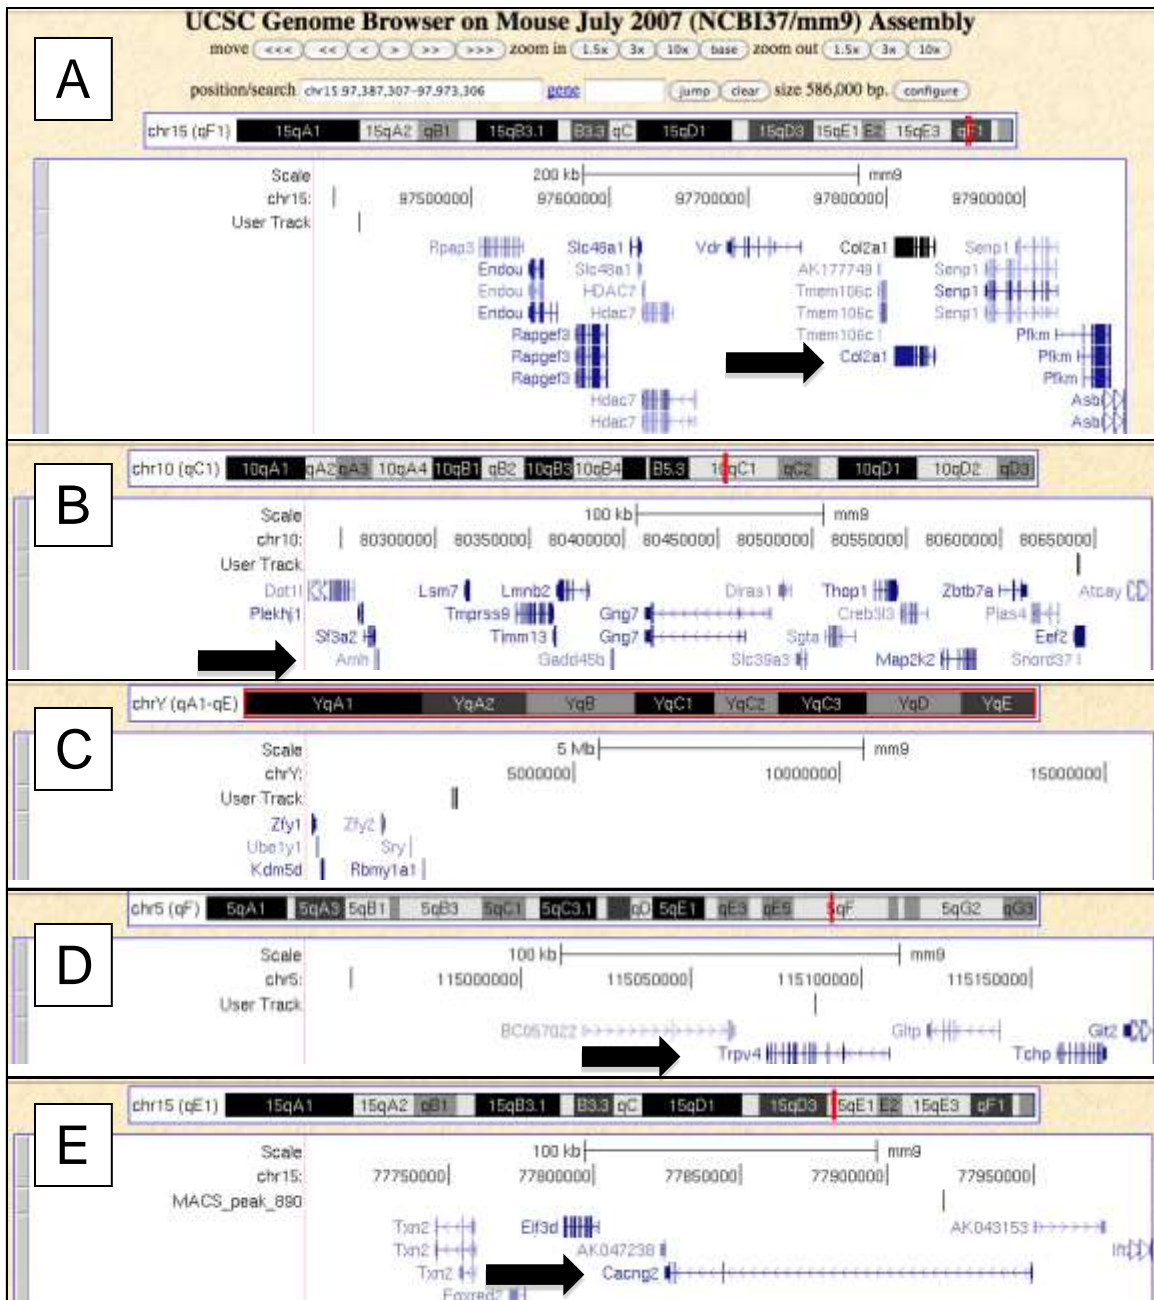 UCSC Genome Browser on Mouse July 2007 (NCBI37/mm9) Assembly
move <<< << < > >> >>> zoom in 1.5x 3x 10x base zoom out 1.5x 3x 10x
A
position/search chr15:97,387,307-97,973,306 gene jump clear size 586,000 bp. configure
chr15 (qF1) 15qA1 15qA2 qB1 15qB3.1 B3.3 qC 15qD1 15qD3 15qE1 E2 15qE3 qF1
Scale 200 kb mm9
chr15: 97500000 97600000 97700000 97800000 97900000
User Track
Rpap3 Slc48a1 Vdr Col2a1 Senp1
Endou Slc48a1 AK177749 Senp1
Endou HDAC7 Tmem106c Senp1
Endou Hdac7 Tmem106c Senp1
Rapgef3 Tmem106c Pfkm
Rapgef3 Col2a1 Pfkm
Rapgef3 Pfkm
Hdac7 Asb
Hdac7 Asb
B
chr10 (qC1) 10qA1 qA2 qA3 10qA4 10qB1 qB2 10qB3 10qB4 B5.3 10qC1 qC2 10qD1 10qD2 qD3
Scale 100 kb mm9
chr10: 80300000 80350000 80400000 80450000 80500000 80550000 80600000 80650000
User Track
Dot1l Lsm7 Lmnb2 Diras1 Thop1 Zbtb7a Atcay
Plekhj1 Tmprss9 Gng7 Creb3l3 Pias4
Sf3a2 Timm13 Gng7 Sgta Eef2
Amh Gadd45b Slc39a3 Map2k2 Snord37
C
chrY (qA1-qE) YqA1 YqA2 YqB YqC1 YqC2 YqC3 YqD YqE
Scale 5 Mb mm9
chrY: 5000000 10000000 15000000
User Track
Zfy1 Zfy2
Ube1y1 Sry
Kdm5d Rbmy1a1
D
chr5 (qF) 5qA1 5qA3 5qB1 5qB3 5qC1 5qC3.1 qD 5qE1 qE3 qE5 5qF 5qG2 qG3
Scale 100 kb mm9
chr5: 115000000 115050000 115100000 115150000
User Track
BC057022 Gltp Git2
Trpv4 Tchp
E
chr15 (qE1) 15qA1 15qA2 qB1 15qB3.1 B3.3 qC 15qD1 15qD3 15qE1 E2 15qE3 qF1
Scale 100 kb mm9
chr15: 77750000 77800000 77850000 77900000 77950000
MACS_peak_890
Txn2 Eif3d AK043153
Txn2 AK047238
Txn2 Cacng2
Foxred2